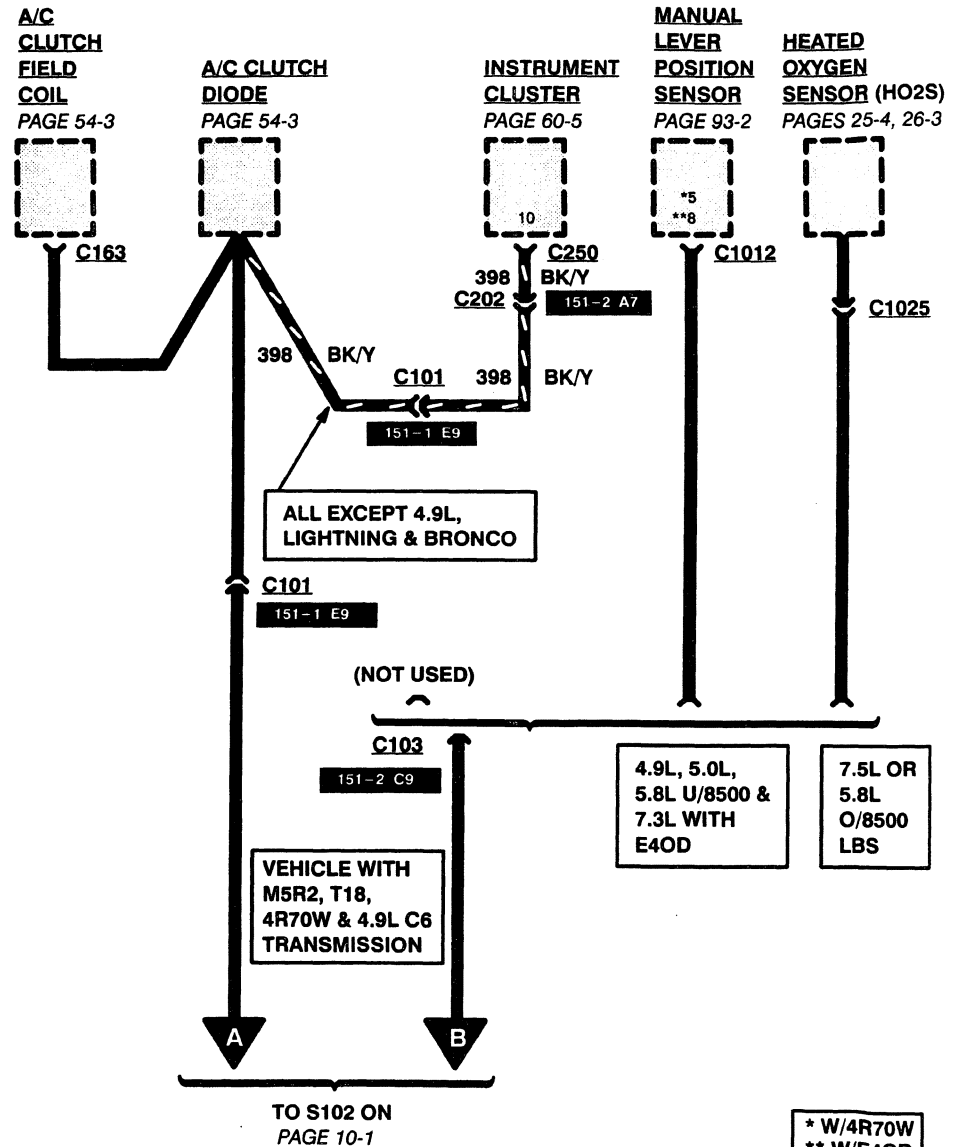 A/C
CLUTCH
FIELD
COIL
PAGE 54-3
A/C CLUTCH
DIODE
PAGE 54-3
INSTRUMENT
CLUSTER
PAGE 60-5
MANUAL
LEVER
POSITION
SENSOR
PAGE 93-2
HEATED
OXYGEN
SENSOR (HO2S)
PAGES 25-4, 26-3
10
*5
**8
C163
C250
C1012
398 BK/Y
C202
151-2 A7
C1025
398 BK/Y
C101
398 BK/Y
151-1 E9
ALL EXCEPT 4.9L,
LIGHTNING & BRONCO
C101
151-1 E9
(NOT USED)
C103
151-2 C9
4.9L, 5.0L,
5.8L U/8500 &
7.3L WITH
E4OD
7.5L OR
5.8L
O/8500
LBS
VEHICLE WITH
M5R2, T18,
4R70W & 4.9L C6
TRANSMISSION
A
B
TO S102 ON
PAGE 10-1
* W/4R70W
** W/E4OD